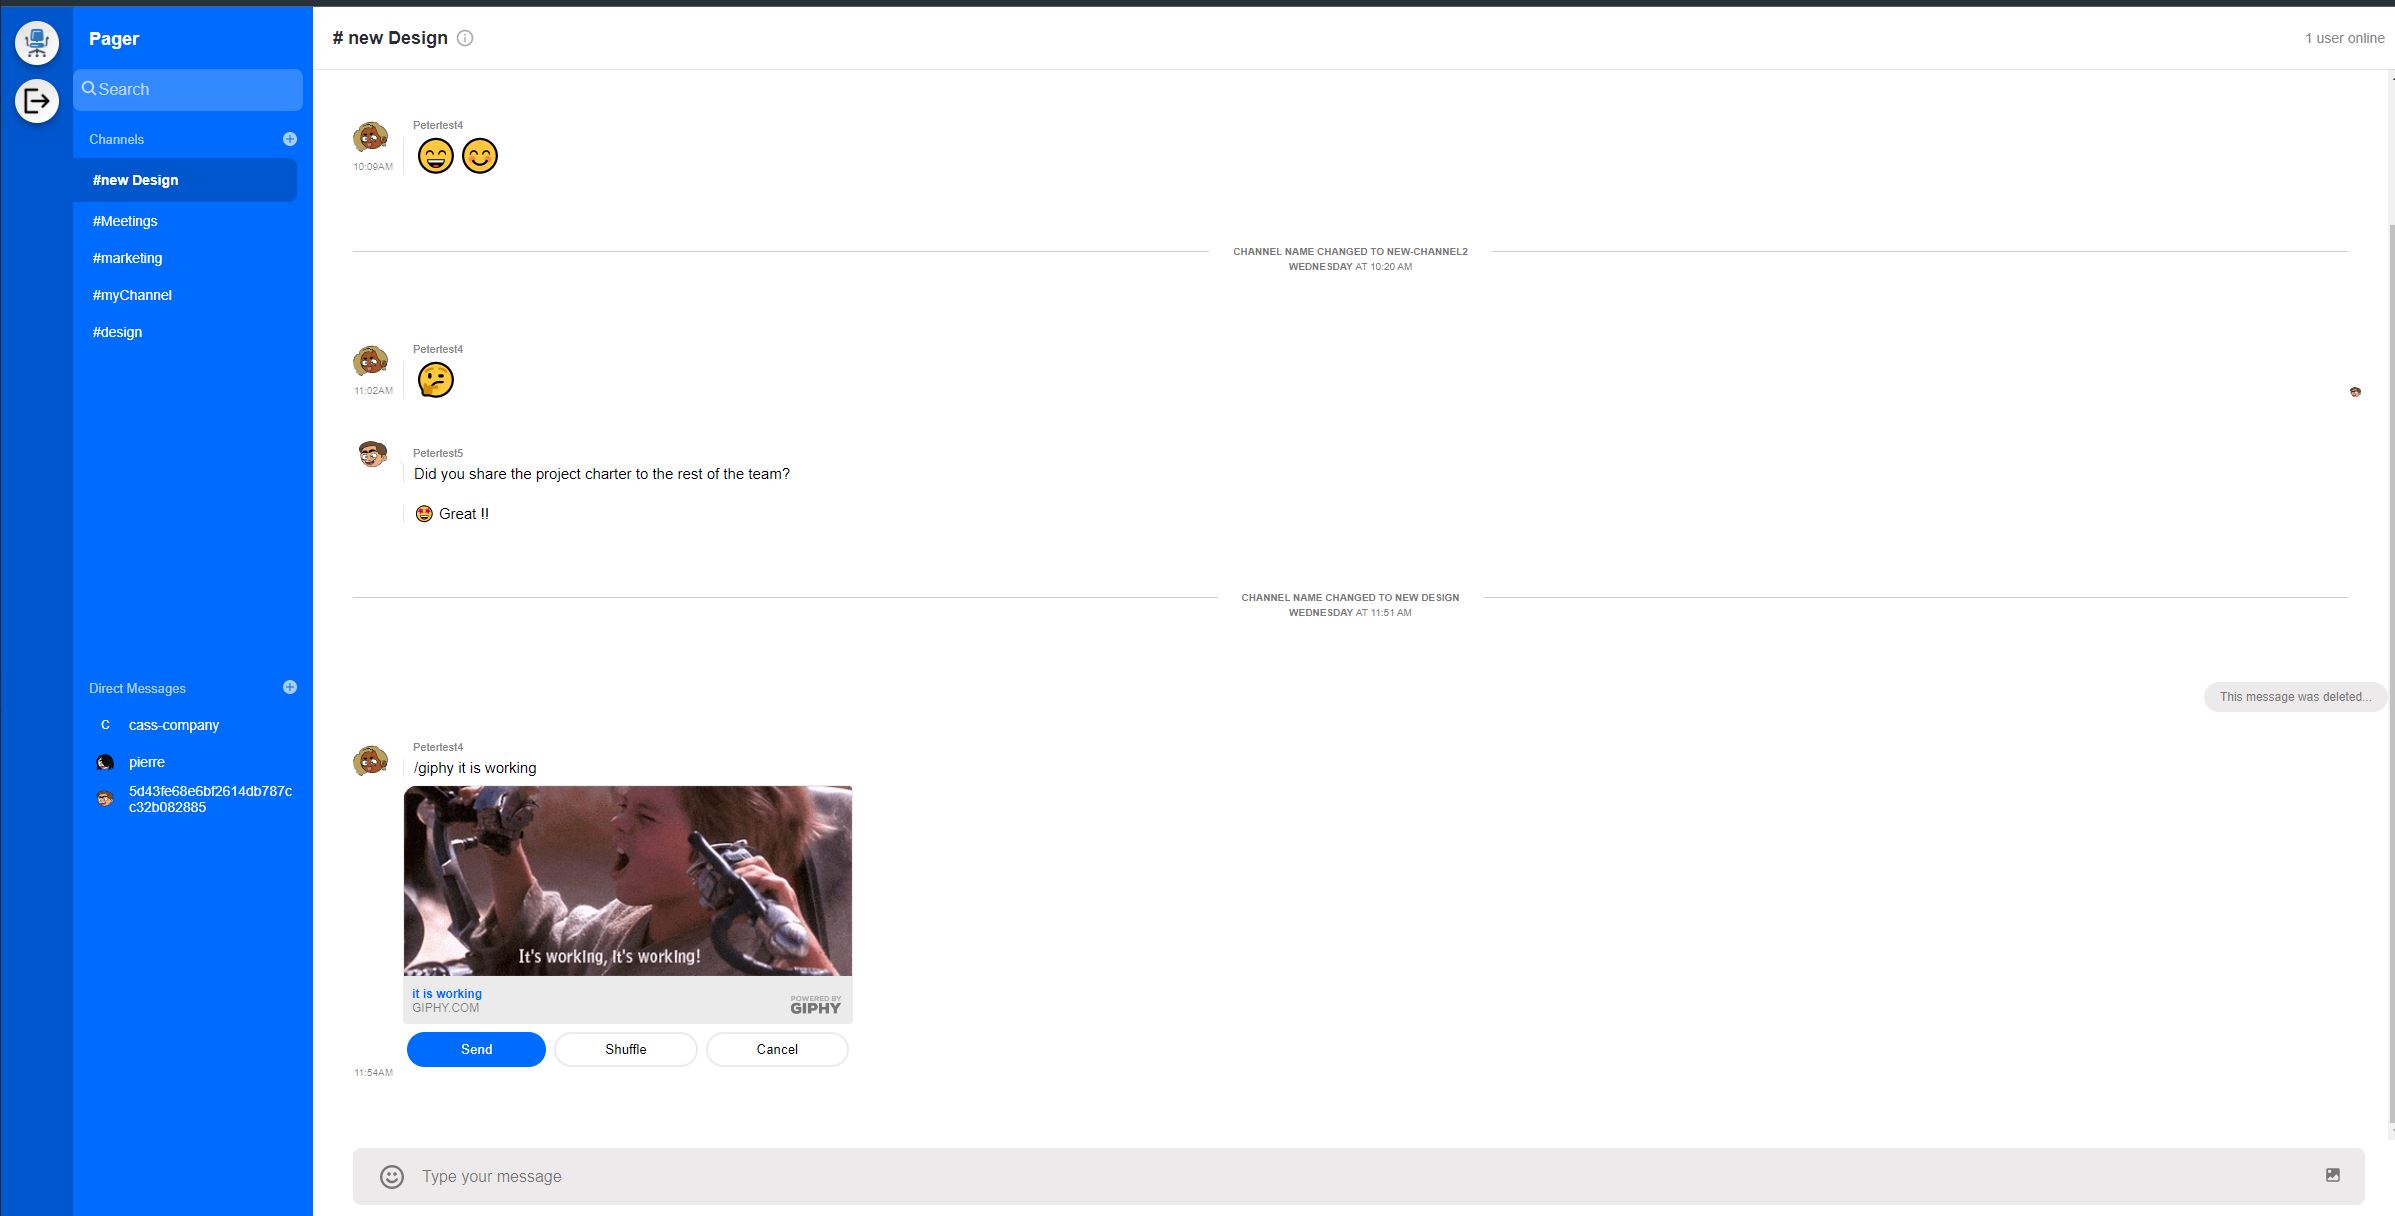 Pager
Search
Channels
#new Design
#Meetings
#marketing
#myChannel
#design
Direct Messages
C cass-company
pierre
5d43fe68e6bf2614db787c
c32b082885
# new Design
1 user online
Petertest4
10:09AM
CHANNEL NAME CHANGED TO NEW-CHANNEL2
WEDNESDAY AT 10:20 AM
Petertest4
11:02AM
Petertest5
Did you share the project charter to the rest of the team?
Great !!
CHANNEL NAME CHANGED TO NEW DESIGN
WEDNESDAY AT 11:51 AM
This message was deleted...
Petertest4
/giphy it is working
It's working, it's working!
it is working
GIPHY.COM
POWERED BY
GIPHY
Send
Shuffle
Cancel
11:54AM
Type your message